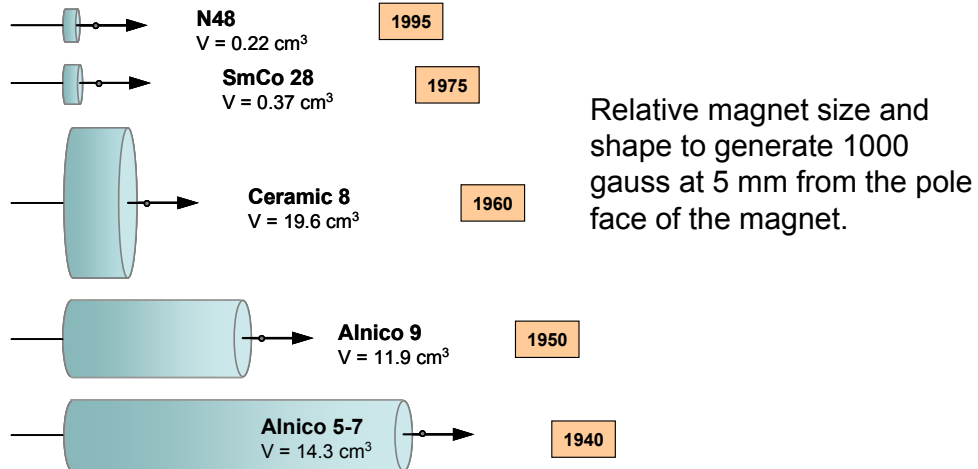 N48
V = 0.22 cm³
1995
SmCo 28
V = 0.37 cm³
1975
Relative magnet size and
shape to generate 1000
gauss at 5 mm from the pole
face of the magnet.
Ceramic 8
V = 19.6 cm³
1960
Alnico 9
V = 11.9 cm³
1950
Alnico 5-7
V = 14.3 cm³
1940